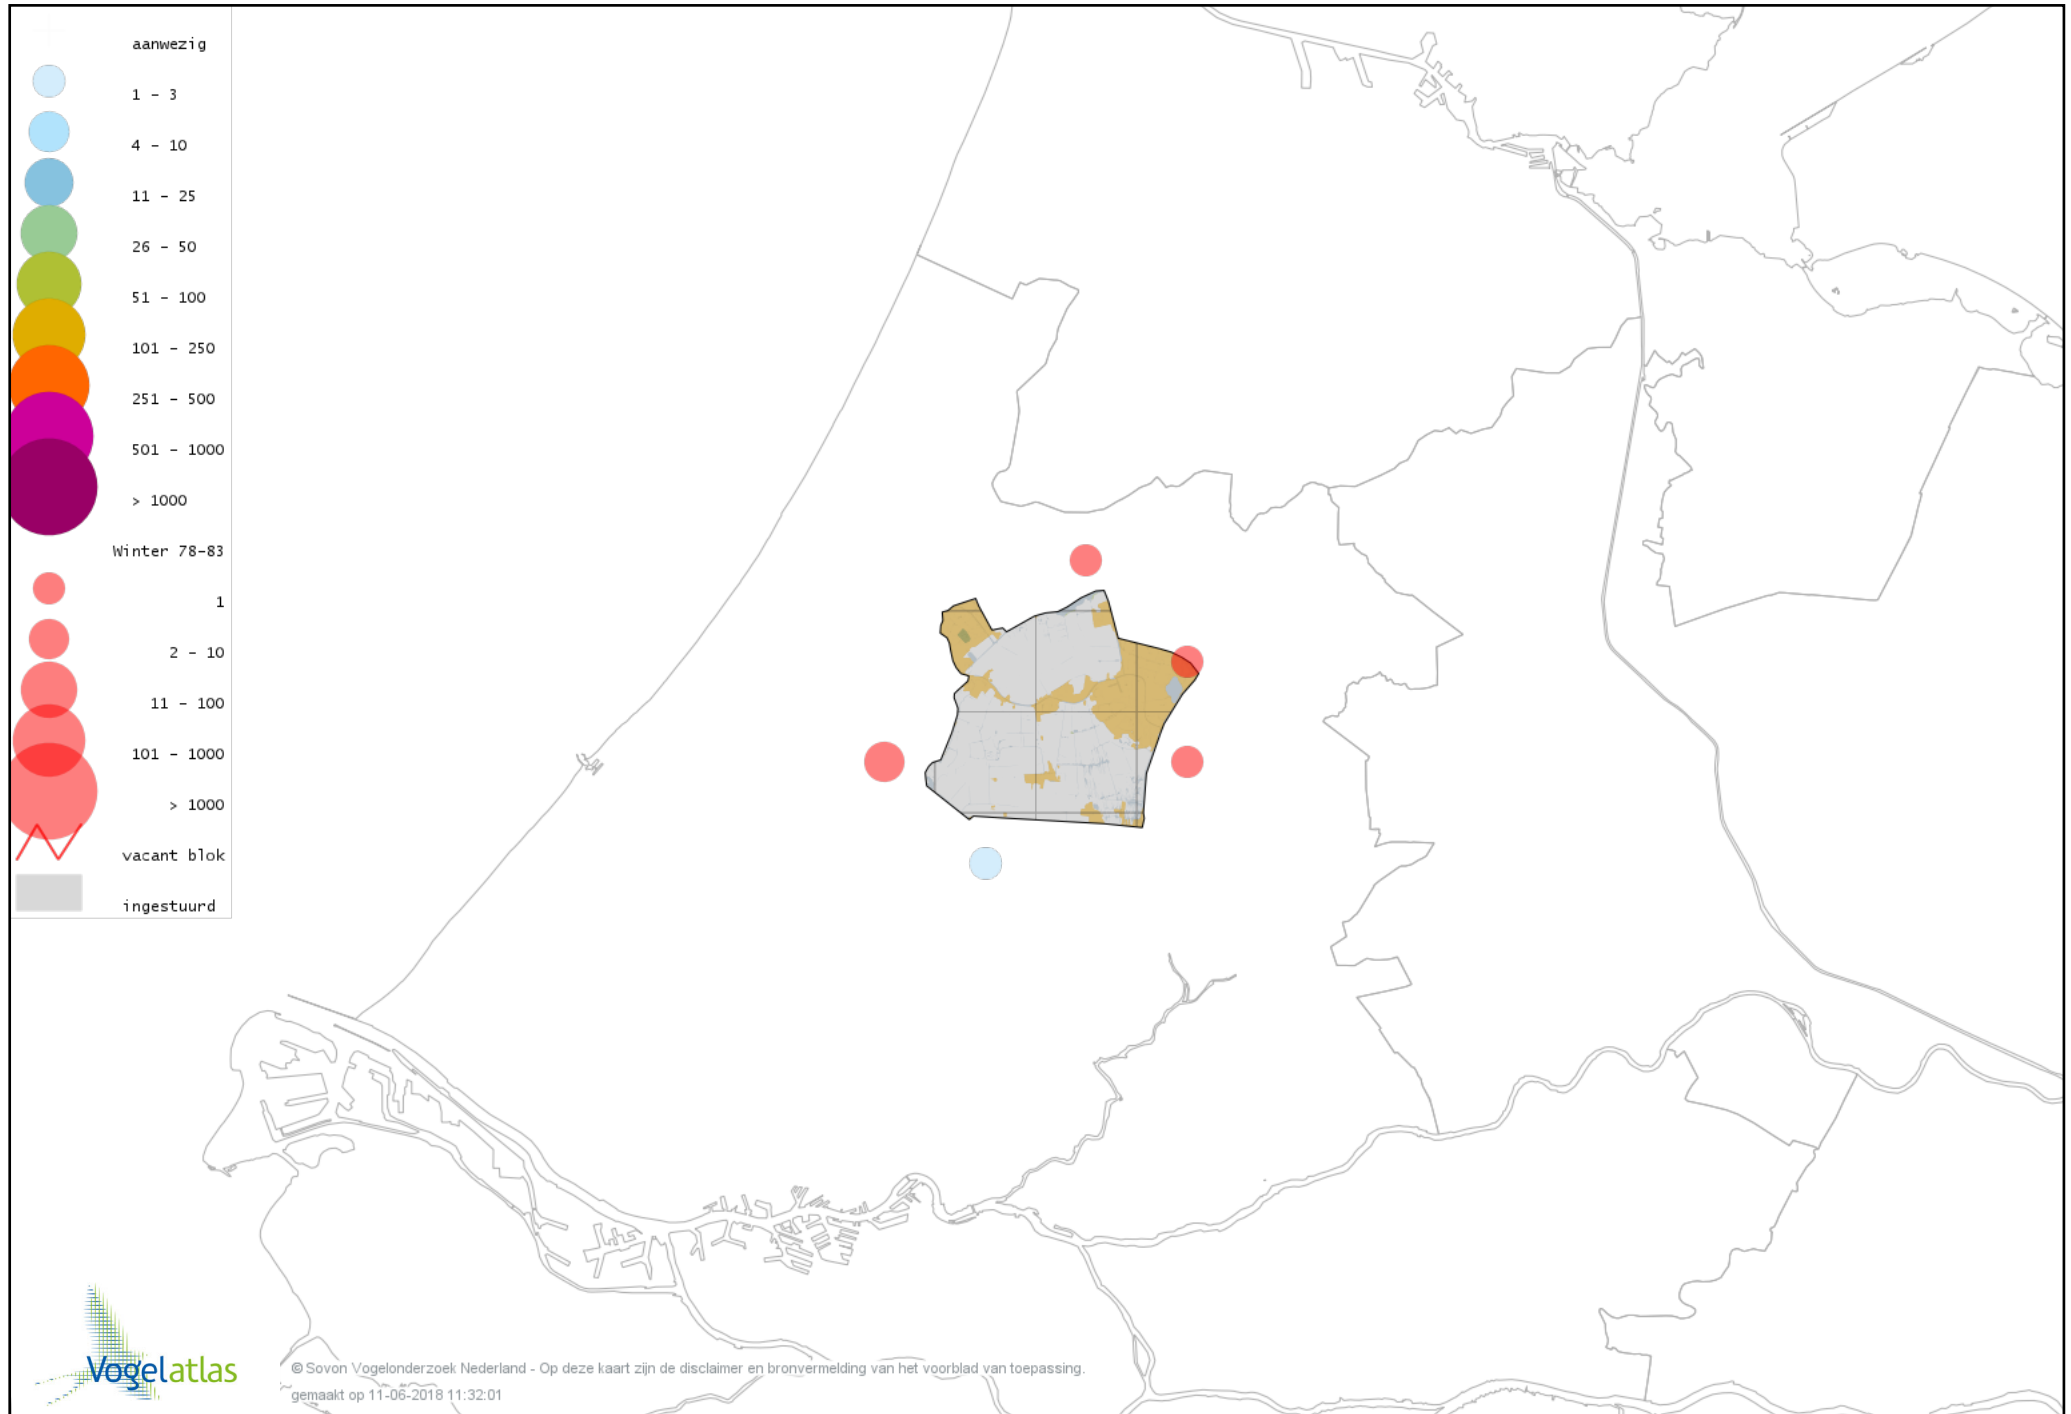 aanwezig
1 - 3
4 - 10
11 - 25
26 - 50
51 - 100
101 - 250
251 - 500
501 - 1000
> 1000
Winter 78-83
1
2 - 10
11 - 100
101 - 1000
> 1000
vacant blok
ingestuurd
Vogelatlas
© Sovon Vogelonderzoek Nederland - Op deze kaart zijn de disclaimer en bronvermelding van het voorblad van toepassing.
gemaakt op 11-06-2018 11:32:01